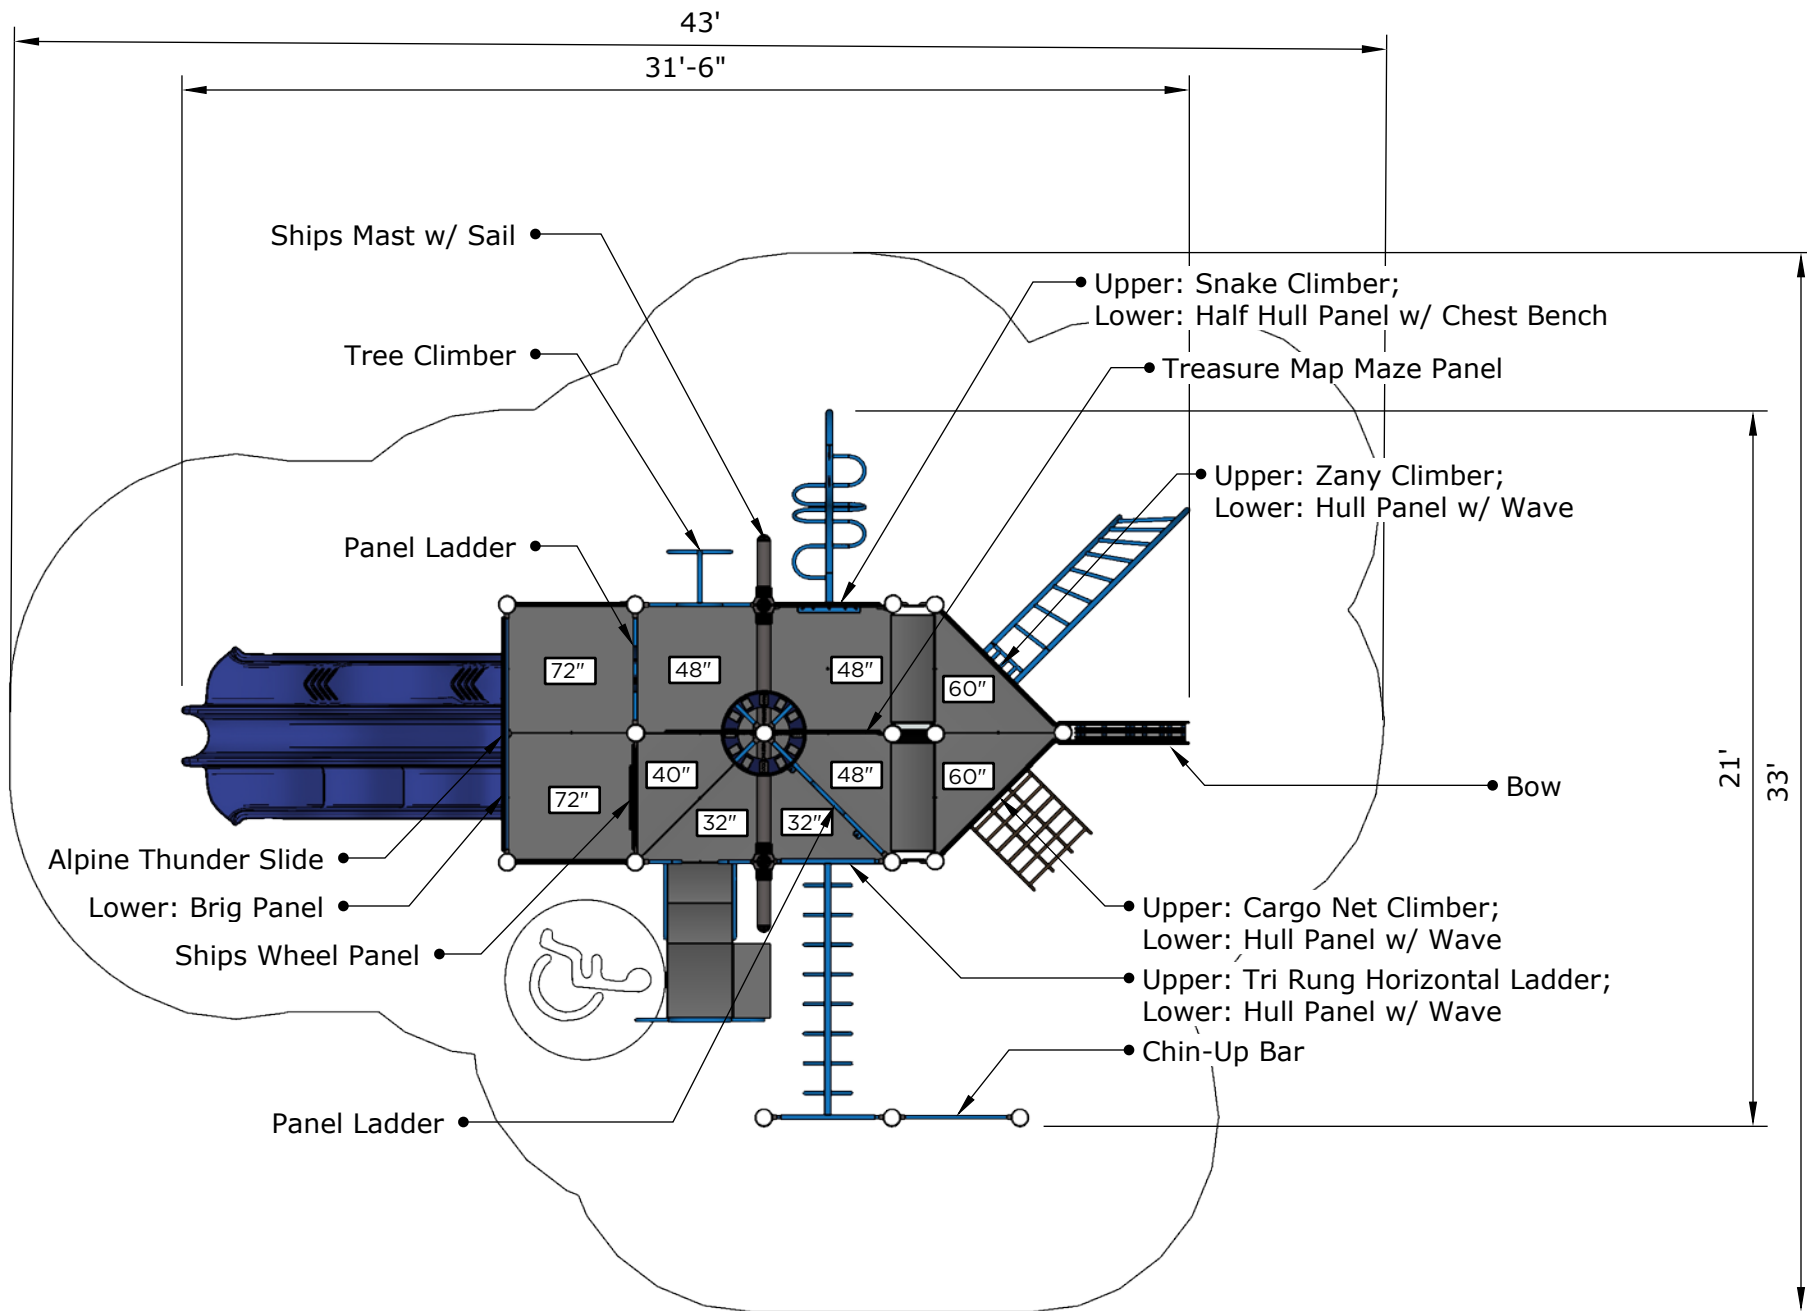 43'
31'-6"
Ships Mast w/ Sail
Upper: Snake Climber;
Lower: Half Hull Panel w/ Chest Bench
Tree Climber
Treasure Map Maze Panel
Upper: Zany Climber;
Lower: Hull Panel w/ Wave
Panel Ladder
72"
48"
48"
60"
72"
40"
48"
60"
32"
32"
21'
33'
Bow
Alpine Thunder Slide
Lower: Brig Panel
Ships Wheel Panel
Upper: Cargo Net Climber;
Lower: Hull Panel w/ Wave
Upper: Tri Rung Horizontal Ladder;
Lower: Hull Panel w/ Wave
Chin-Up Bar
Panel Ladder